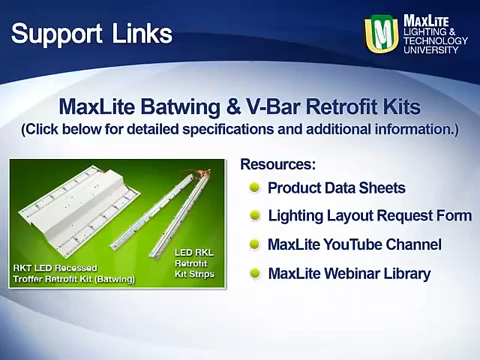 Support Links
MaxLite
LIGHTING &
TECHNOLOGY
UNIVERSITY
MaxLite Batwing & V-Bar Retrofit Kits
(Click below for detailed specifications and additional information.)
Resources:
Product Data Sheets
Lighting Layout Request Form
MaxLite YouTube Channel
MaxLite Webinar Library
RKT LED Recessed
Troffer Retrofit Kit (Batwing)
LED RKL
Retrofit
Kit Strips